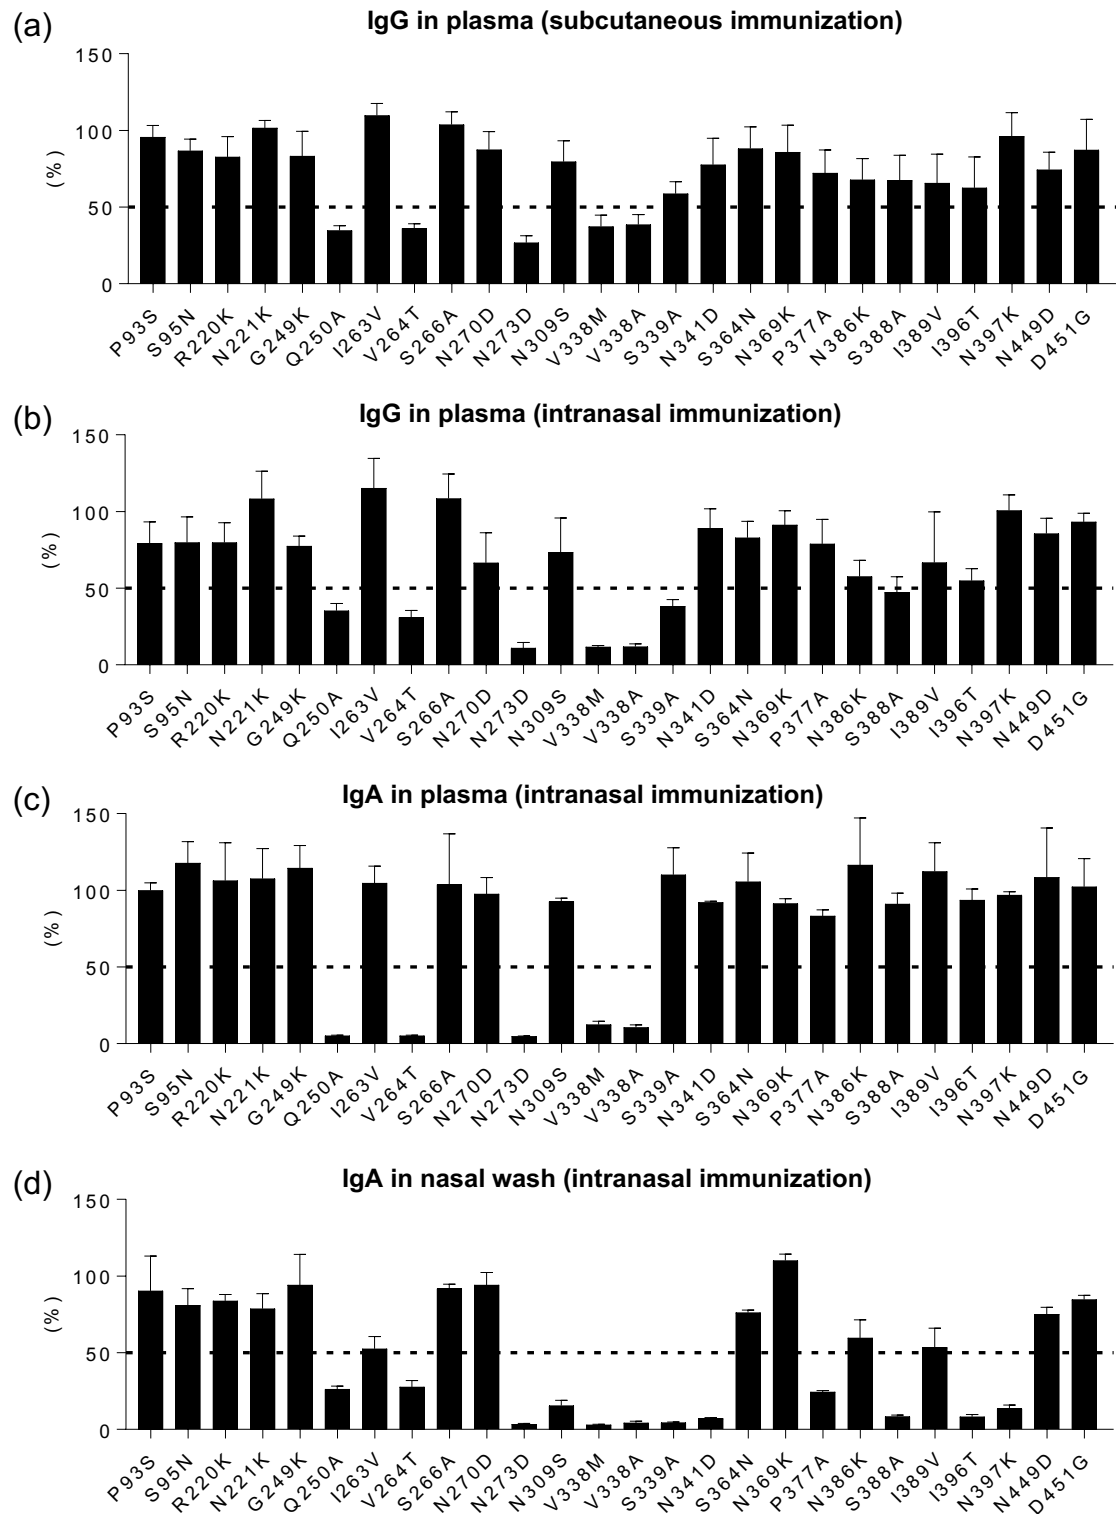 (a) IgG in plasma (subcutaneous immunization)
150
100
50
0
(%)
P93S S95N R220K N221K G249K Q250A I263V V264T S266A N270D N273D N309S V338M V338A S339A N341D S364N N369K P377A N386K S388A I389V I396T N397K N449D D451G
(b) IgG in plasma (intranasal immunization)
150
100
50
0
(%)
P93S S95N R220K N221K G249K Q250A I263V V264T S266A N270D N273D N309S V338M V338A S339A N341D S364N N369K P377A N386K S388A I389V I396T N397K N449D D451G
(c) IgA in plasma (intranasal immunization)
150
100
50
0
(%)
P93S S95N R220K N221K G249K Q250A I263V V264T S266A N270D N273D N309S V338M V338A S339A N341D S364N N369K P377A N386K S388A I389V I396T N397K N449D D451G
(d) IgA in nasal wash (intranasal immunization)
150
100
50
0
(%)
P93S S95N R220K N221K G249K Q250A I263V V264T S266A N270D N273D N309S V338M V338A S339A N341D S364N N369K P377A N386K S388A I389V I396T N397K N449D D451G